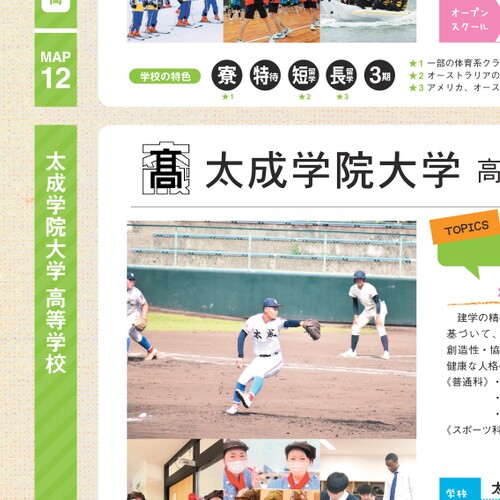 高
MAP
12
学校の特色
寮
特待
短留学
長留学
3期
★1
★2
★3
★1 一部の体育系クラ
★2 オーストラリアの
★3 アメリカ、オース
オープン
スクール
太成学院大学 高等学校
高
太成学院大学 高
太成
TOPICS
建学の精
基づいて、
創造性・協
健康な人格
《普通科》・
・
・
《スポーツ科
学校
太